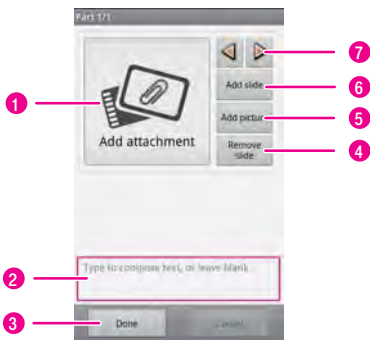 Part 1/1
7
Add slide
6
1
Add pictur
5
Add attachment
Remove
slide
4
Type to compose text, or leave blank
2
3
Done
Cancel